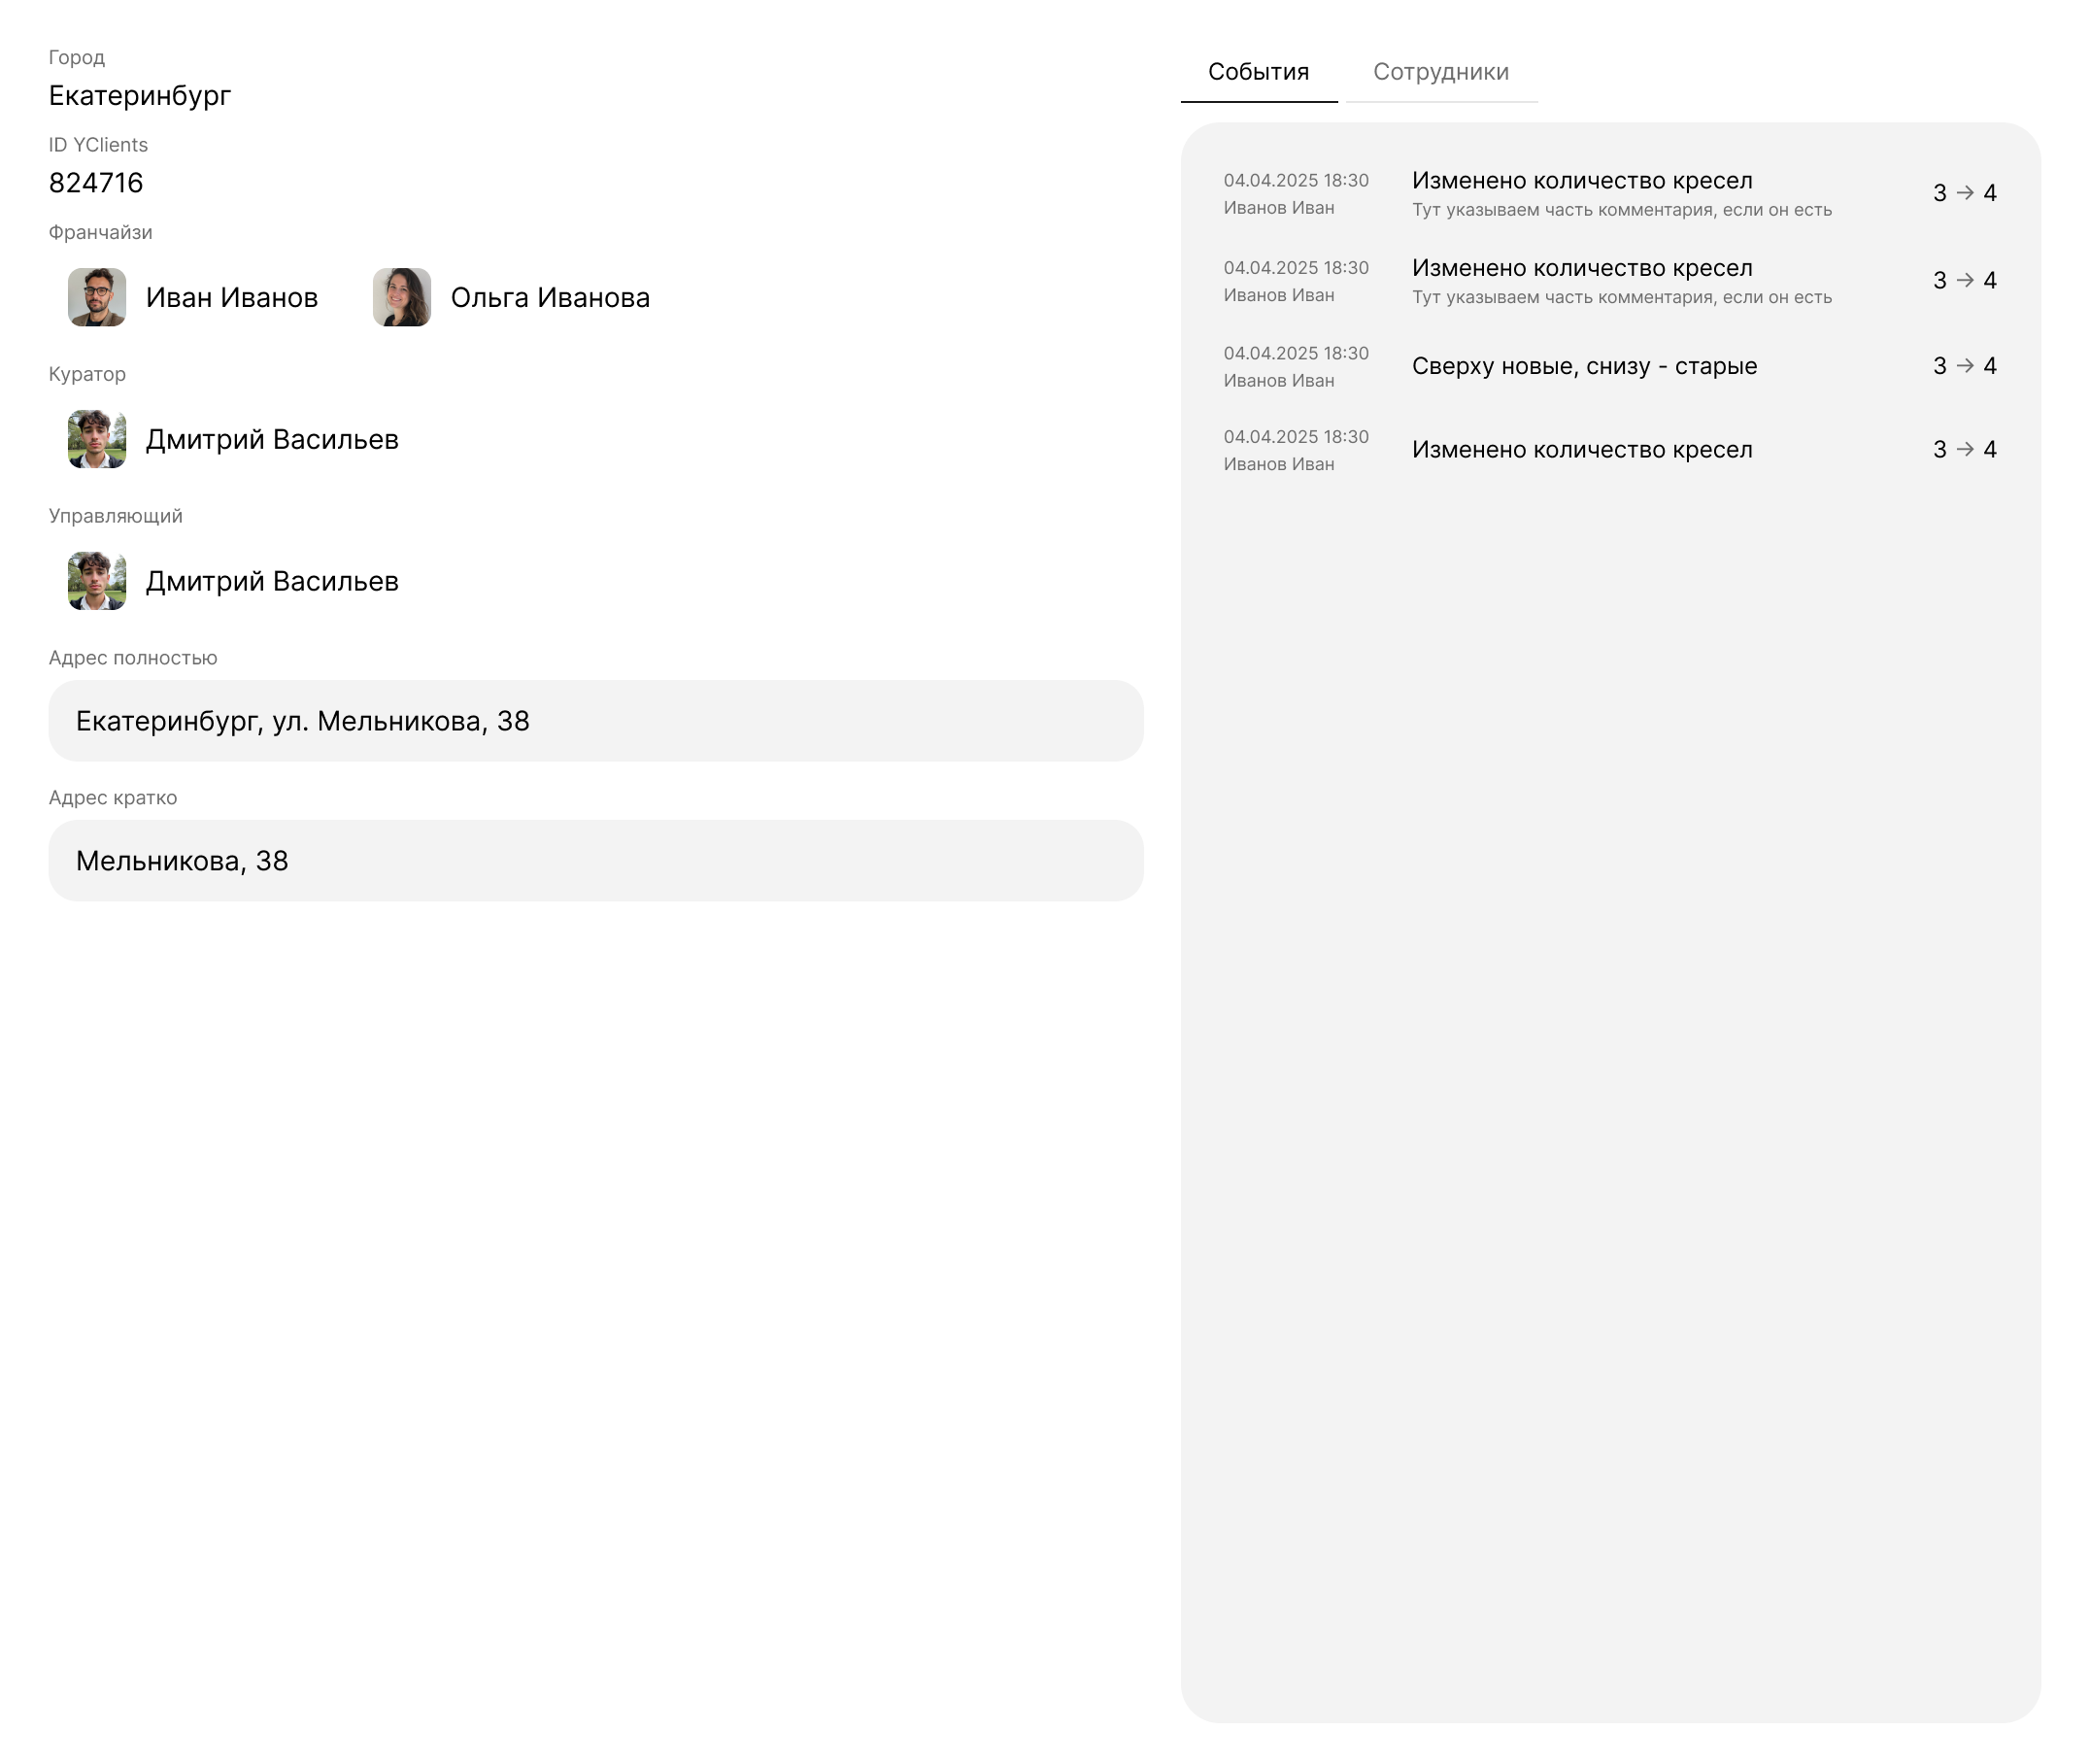 Город
Екатеринбург
ID YClients
824716
Франчайзи
Иван Иванов
Ольга Иванова
Куратор
Дмитрий Васильев
Управляющий
Дмитрий Васильев
Адрес полностью
Екатеринбург, ул. Мельникова, 38
Адрес кратко
Мельникова, 38
События
Сотрудники
04.04.2025 18:30
Иванов Иван
Изменено количество кресел
Тут указываем часть комментария, если он есть
3 → 4
04.04.2025 18:30
Иванов Иван
Изменено количество кресел
Тут указываем часть комментария, если он есть
3 → 4
04.04.2025 18:30
Иванов Иван
Сверху новые, снизу - старые
3 → 4
04.04.2025 18:30
Иванов Иван
Изменено количество кресел
3 → 4